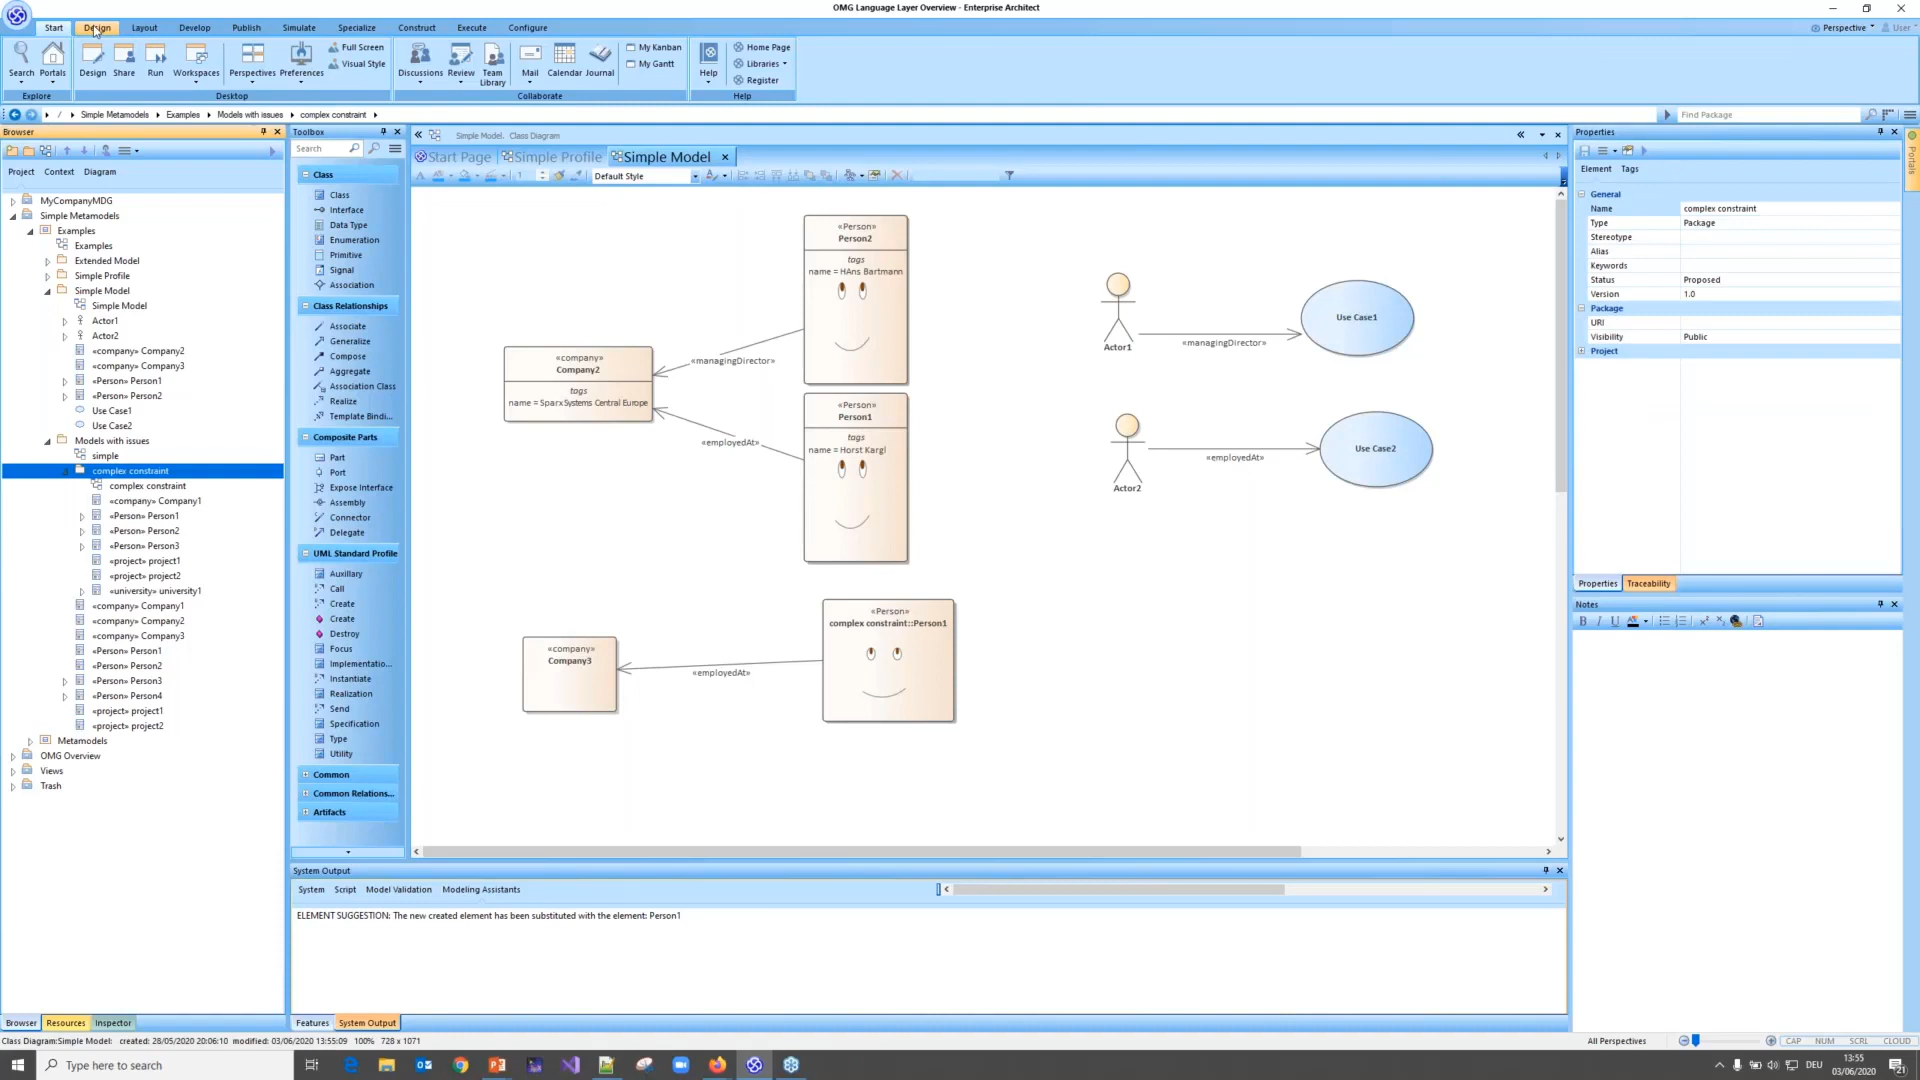 OMG Language Layer Overview - Enterprise Architect
Start Design Layout Develop Publish Simulate Specialize Construct Execute Configure
Perspective User
Search Portals Design Share Run Workspaces Perspectives Preferences Full Screen Visual Style
Discussions Review Team Library Mail Calendar Journal My Kanban My Gantt
Help Home Page Libraries Register
Explore Desktop Collaborate Help
/ Simple Metamodels Examples Models with issues complex constraint
Find Package
Browser
Project Context Diagram
MyCompanyMDG
Simple Metamodels
Examples
Examples
Extended Model
Simple Profile
Simple Model
Simple Model
Actor1
Actor2
«company» Company2
«company» Company3
«Person» Person1
«Person» Person2
Use Case1
Use Case2
Models with issues
simple
complex constraint
complex constraint
«company» Company1
«Person» Person1
«Person» Person2
«Person» Person3
«project» project1
«project» project2
«university» university1
«company» Company1
«company» Company2
«company» Company3
«Person» Person1
«Person» Person2
«Person» Person3
«Person» Person4
«project» project1
«project» project2
Metamodels
OMG Overview
Views
Trash
Browser Resources Inspector
Toolbox
Search
Class
Class
Interface
Data Type
Enumeration
Primitive
Signal
Association
Class Relationships
Associate
Generalize
Compose
Aggregate
Association Class
Realize
Template Bindi...
Composite Parts
Part
Port
Expose Interface
Assembly
Connector
Delegate
UML Standard Profile
Auxillary
Call
Create
Create
Destroy
Focus
Implementatio...
Instantiate
Realization
Send
Specification
Type
Utility
Common
Common Relations...
Artifacts
Simple Model. Class Diagram
Start Page Simple Profile Simple Model
1 Default Style
«Person»
Person2
tags
name = HAns Bartmann
«company»
Company2
tags
name = SparxSystems Central Europe
«managingDirector»
«employedAt»
«Person»
Person1
tags
name = Horst Kargl
«company»
Company3
«employedAt»
«Person»
complex constraint::Person1
Actor1
«managingDirector»
Use Case1
Actor2
«employedAt»
Use Case2
System Output
System Script Model Validation Modeling Assistants
ELEMENT SUGGESTION: The new created element has been substituted with the element: Person1
Features System Output
Properties
Element Tags
General
Name complex constraint
Type Package
Stereotype
Alias
Keywords
Status Proposed
Version 1.0
Package
URI
Visibility Public
Project
Properties Traceability
Notes
B I U
Portals
Class Diagram:Simple Model: created: 28/05/2020 20:06:10 modified: 03/06/2020 13:55:09 100% 728 x 1071
All Perspectives CAP NUM SCRL CLOUD
Type here to search
DEU
13:55
03/06/2020
21